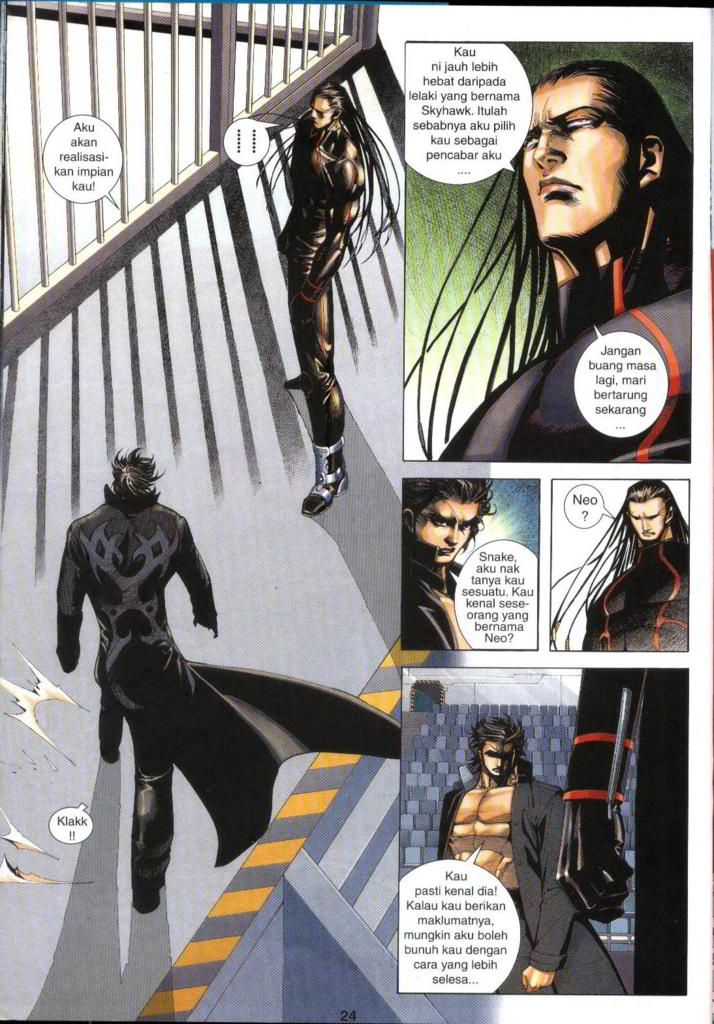 Aku
akan
realisasi-
kan impian
kau!
!!
Kau
ni jauh lebih
hebat daripada
lelaki yang bernama
Skyhawk. Itulah
sebabnya aku pilih
kau sebagai
pencabar aku
....
Jangan
buang masa
lagi, mari
bertarung
sekarang
...
Snake,
aku nak
tanya kau
sesuatu. Kau
kenal sese-
orang yang
bernama
Neo?
Neo
?
Klakk
!!
Kau
pasti kenal dia!
Kalau kau berikan
maklumatnya,
mungkin aku boleh
bunuh kau dengan
cara yang lebih
selesa...
24